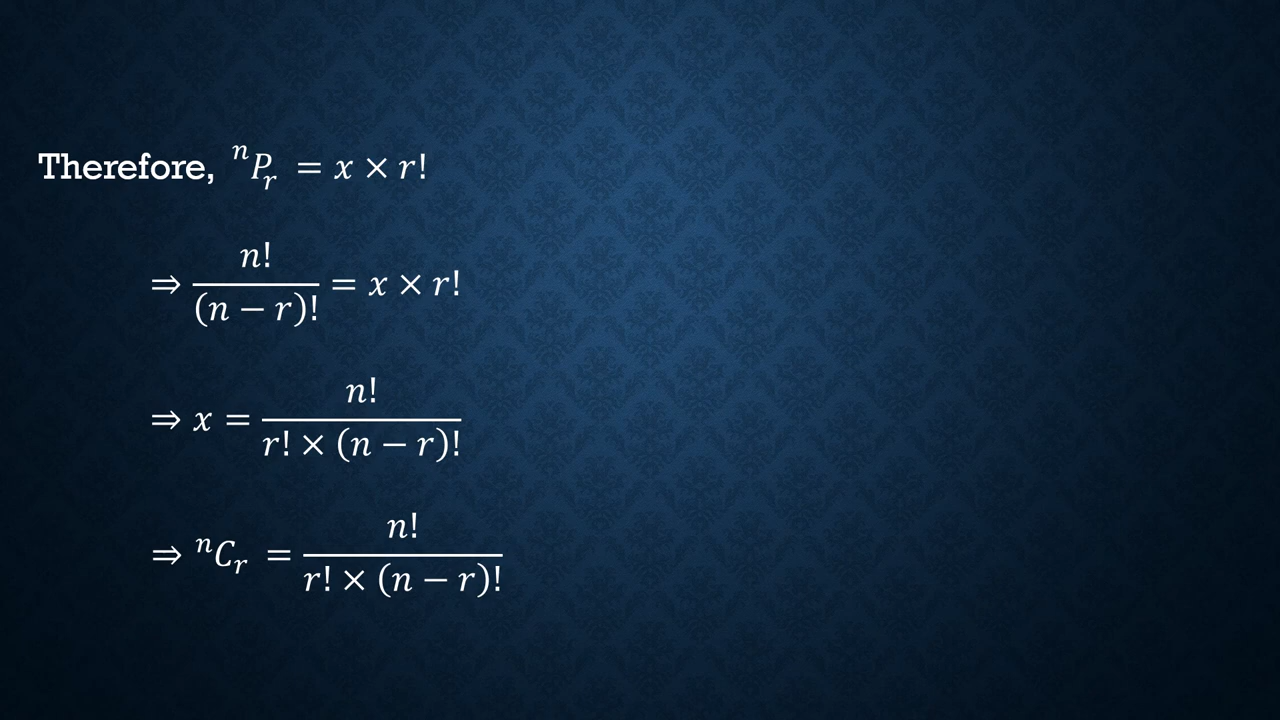 Therefore, ⁿPᵣ = x × r!
⇒ n!/(n − r)! = x × r!
⇒ x = n!/(r! × (n − r)!)
⇒ ⁿCᵣ = n!/(r! × (n − r)!)